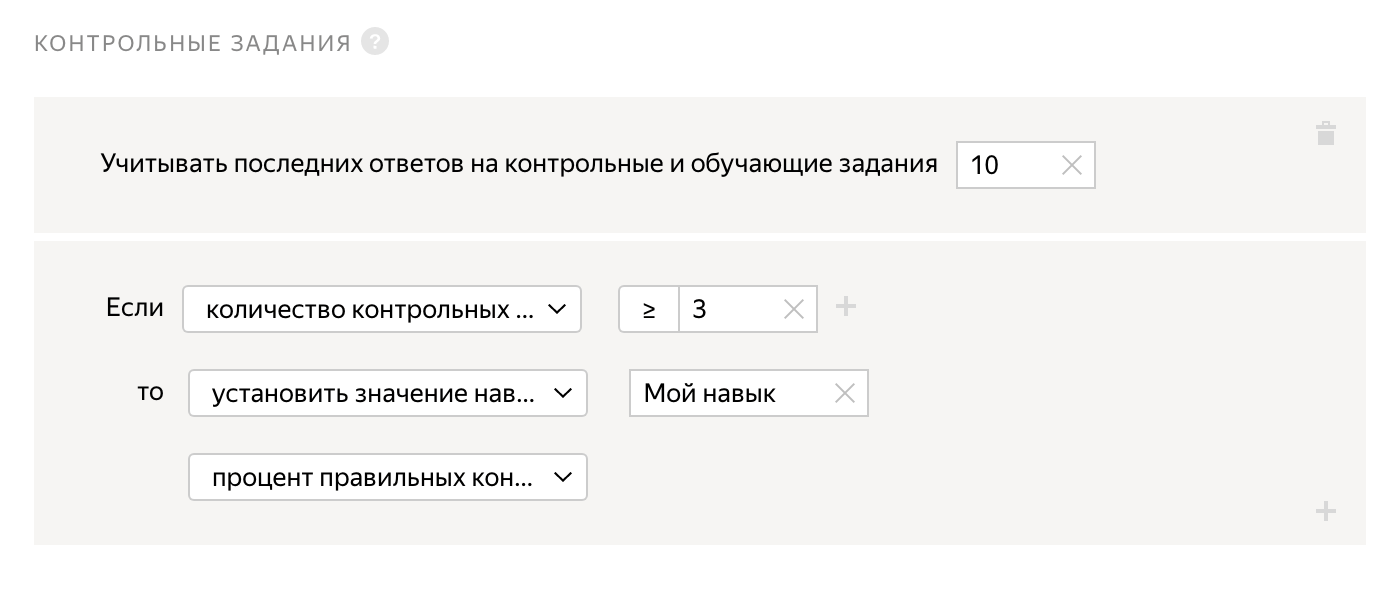 КОНТРОЛЬНЫЕ ЗАДАНИЯ ?
Учитывать последних ответов на контрольные и обучающие задания 10
Если количество контрольных ... ≥ 3
то установить значение нав... Мой навык
процент правильных кон...